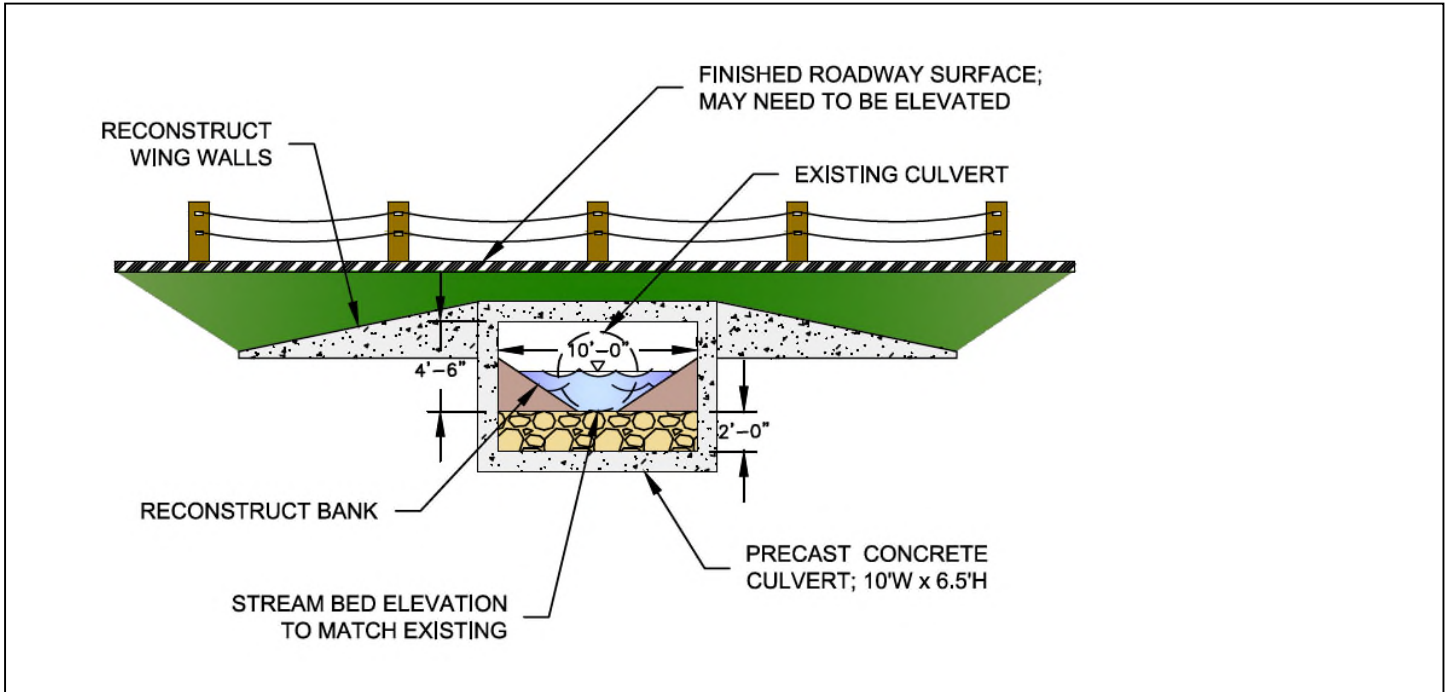 FINISHED ROADWAY SURFACE;
MAY NEED TO BE ELEVATED
RECONSTRUCT
WING WALLS
EXISTING CULVERT
10'-0"
4'-6"
2'-0"
RECONSTRUCT BANK
PRECAST CONCRETE
CULVERT; 10'W x 6.5'H
STREAM BED ELEVATION
TO MATCH EXISTING